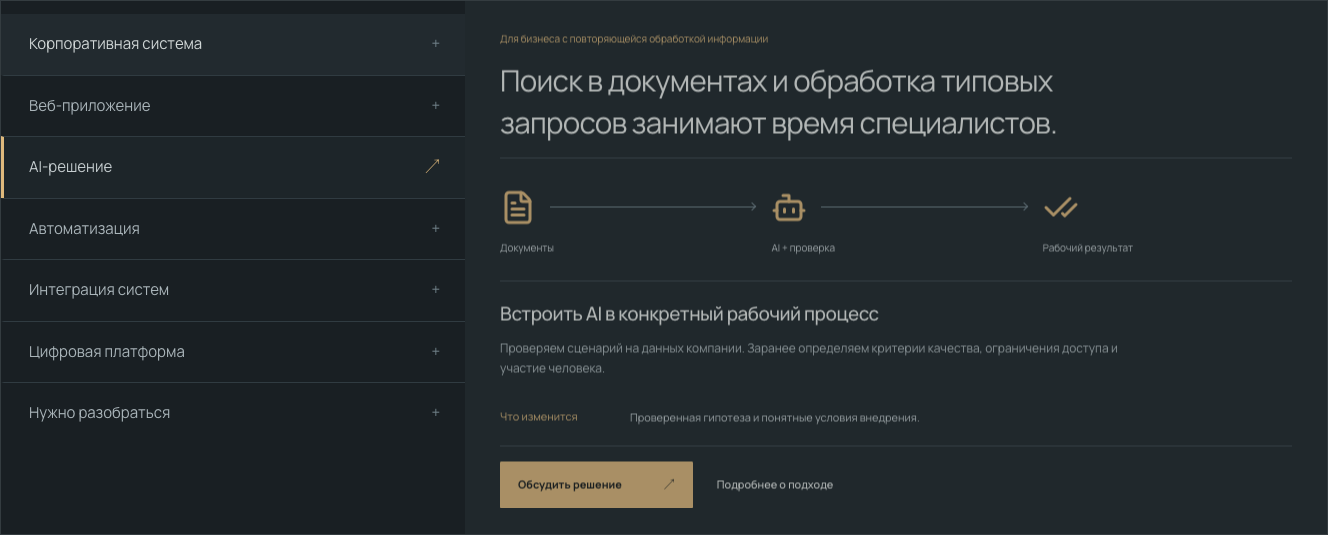 Корпоративная система +
Веб-приложение +
AI-решение
Автоматизация +
Интеграция систем +
Цифровая платформа +
Нужно разобраться +
Для бизнеса с повторяющейся обработкой информации
Поиск в документах и обработка типовых
запросов занимают время специалистов.
Документы
AI + проверка
Рабочий результат
Встроить AI в конкретный рабочий процесс
Проверяем сценарий на данных компании. Заранее определяем критерии качества, ограничения доступа и
участие человека.
Что изменится
Проверенная гипотеза и понятные условия внедрения.
Обсудить решение
Подробнее о подходе